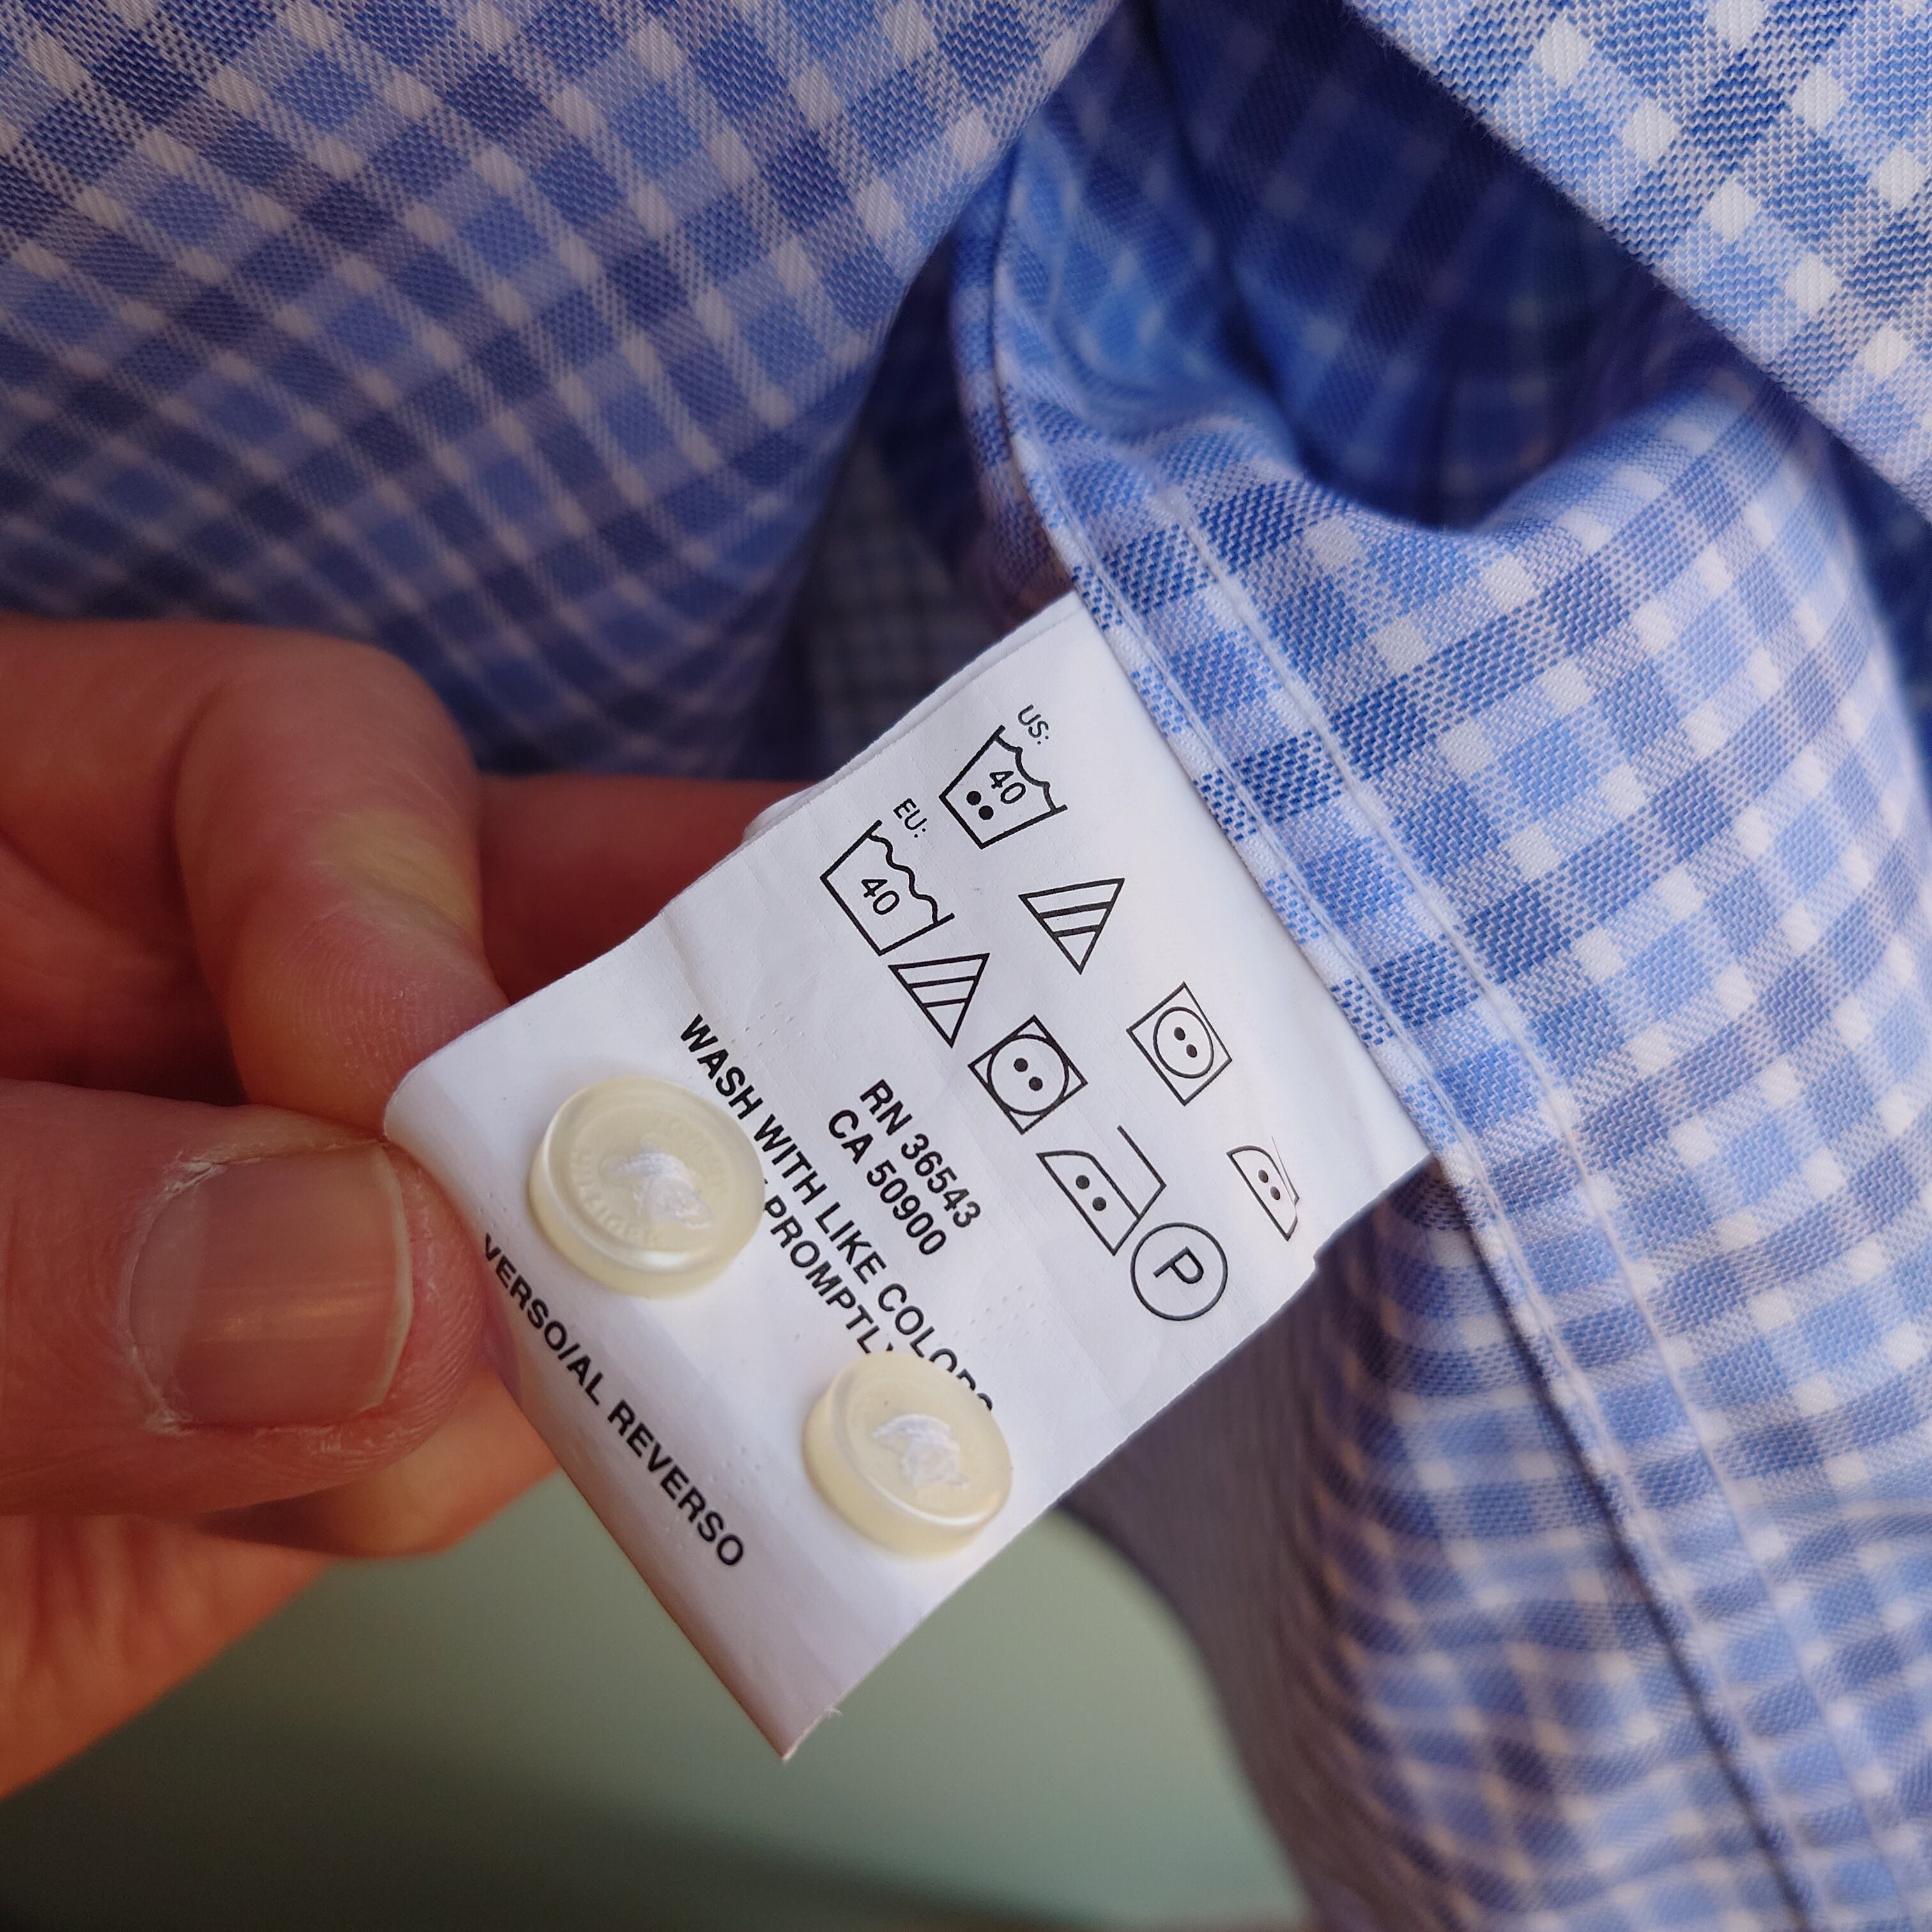 US:
40
EU:
40
P
RN 36543
CA 50900
WASH WITH LIKE COLORS
PROMPTLY
VERSO/AL REVERSO